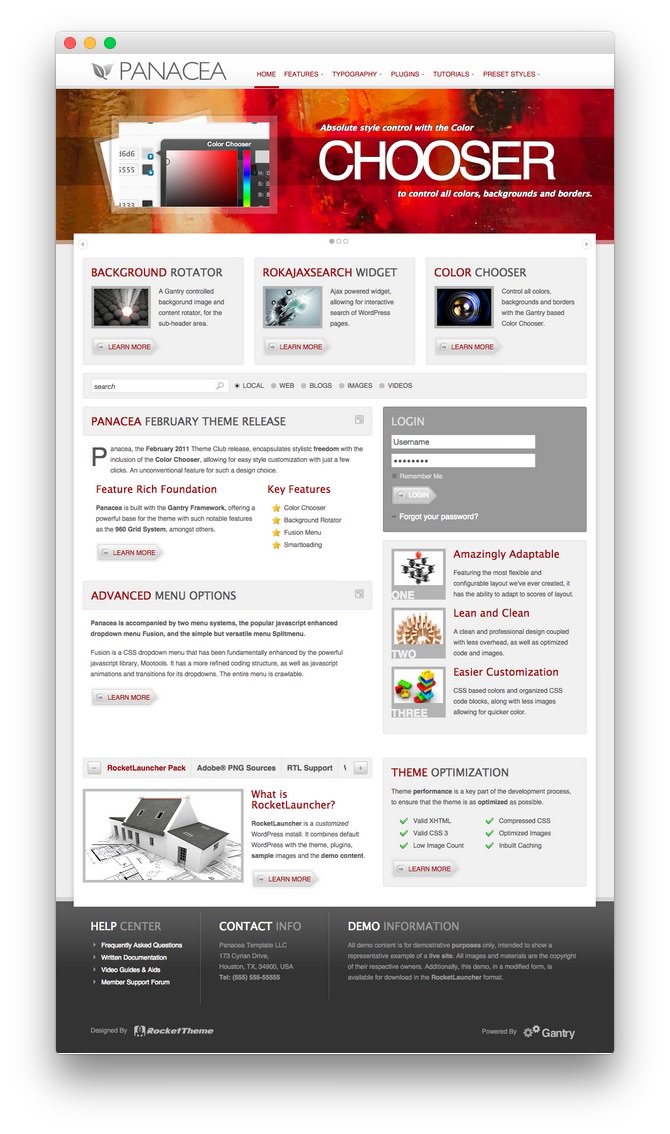 PANACEA
HOME FEATURES TYPOGRAPHY PLUGINS TUTORIALS PRESET STYLES
Color Chooser
d6d6
5555
3333
H:
S:
B:
Absolute style control with the Color
CHOOSER
to control all colors, backgrounds and borders.
BACKGROUND ROTATOR
A Gantry controlled
background image and
content rotator, for the
sub-header area.
LEARN MORE
ROKAJAXSEARCH WIDGET
Ajax powered widget,
allowing for interactive
search of WordPress
pages.
LEARN MORE
COLOR CHOOSER
Control all colors,
backgrounds and borders
with the Gantry based
Color Chooser.
LEARN MORE
search
LOCAL WEB BLOGS IMAGES VIDEOS
PANACEA FEBRUARY THEME RELEASE
Panacea, the February 2011 Theme Club release, encapsulates stylistc freedom with the
inclusion of the Color Chooser, allowing for easy style customization with just a few
clicks. An unconventional feature for such a design choice.
Feature Rich Foundation
Panacea is built with the Gantry Framework, offering a
powerful base for the theme with such notable features
as the 960 Grid System, amongst others.
LEARN MORE
Key Features
Color Chooser
Background Rotator
Fusion Menu
Smartloading
ADVANCED MENU OPTIONS
Panacea is accompanied by two menu systems, the popular javascript enhanced
dropdown menu Fusion, and the simple but versatile menu Splitmenu.
Fusion is a CSS dropdown menu that has been fundamentally enhanced by the powerful
javascript library, Mootools. It has a more refined coding structure, as well as javascript
animations and transitions for its dropdowns. The entire menu is crawlable.
LEARN MORE
LOGIN
Username
••••••••
Remember Me
LOGIN
Forgot your password?
ONE
Amazingly Adaptable
Featuring the most flexible and
configurable layout we've ever created, it
has the ability to adapt to scores of layout.
TWO
Lean and Clean
A clean and professional design coupled
with less overhead, as well as optimized
code and images.
THREE
Easier Customization
CSS based colors and organized CSS
code blocks, along with less images
allowing for quicker color.
RocketLauncher Pack Adobe® PNG Sources RTL Support
What is
RocketLauncher?
RocketLauncher is a customized
WordPress install. It combines default
WordPress with the theme, plugins,
sample images and the demo content.
LEARN MORE
THEME OPTIMIZATION
Theme performance is a key part of the development process,
to ensure that the theme is as optimized as possible.
Valid XHTML
Valid CSS 3
Low Image Count
Compressed CSS
Optimized Images
Inbuilt Caching
LEARN MORE
HELP CENTER
Frequently Asked Questions
Written Documentation
Video Guides & Aids
Member Support Forum
CONTACT INFO
Panacea Template LLC
173 Cyrian Drive,
Houston, TX, 34900, USA
Tel: (555) 555-55555
DEMO INFORMATION
All demo content is for demostrative purposes only, intended to show a
representative example of a live site. All images and materials are the copyright
of their respective owners. Additionally, this demo, in a modified form, is
available for download in the RocketLauncher format.
Designed By RocketTheme
Powered By Gantry